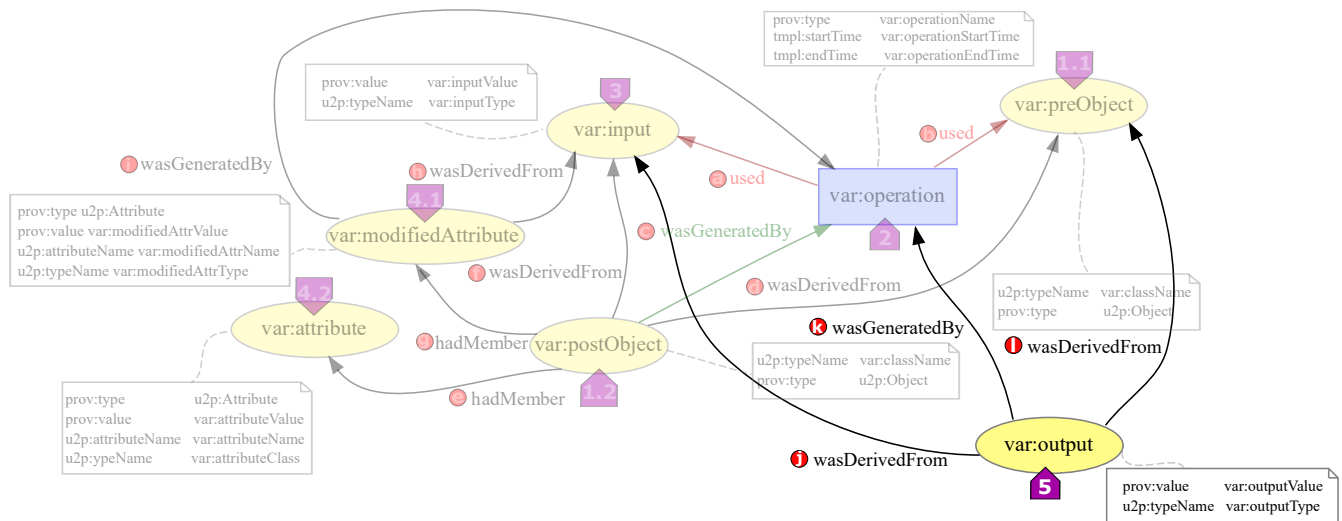 prov:type var:operationName
tmpl:startTime var:operationStartTime
tmpl:endTime var:operationEndTime
1.1
var:preObject
prov:value var:inputValue
u2p:typeName var:inputType
3
var:input
b used
i wasGeneratedBy
h wasDerivedFrom
a used
var:operation
2
prov:type u2p:Attribute
prov:value var:modifiedAttrValue
u2p:attributeName var:modifiedAttrName
u2p:typeName var:modifiedAttrType
4.1
var:modifiedAttribute
c wasGeneratedBy
f wasDerivedFrom
d wasDerivedFrom
u2p:typeName var:className
prov:type u2p:Object
4.2
var:attribute
k wasGeneratedBy
l wasDerivedFrom
g hadMember
var:postObject
1.2
u2p:typeName var:className
prov:type u2p:Object
e hadMember
prov:type u2p:Attribute
prov:value var:attributeValue
u2p:attributeName var:attributeName
u2p:ypeName var:attributeClass
var:output
5
j wasDerivedFrom
prov:value var:outputValue
u2p:typeName var:outputType